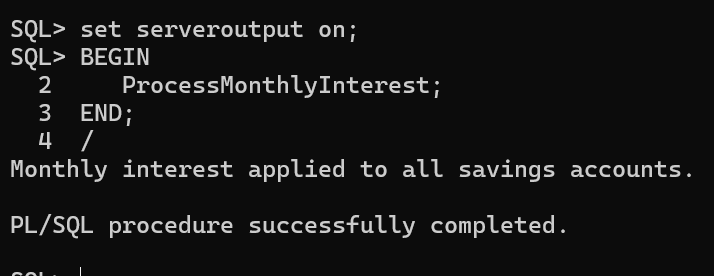 SQL> set serveroutput on;
SQL> BEGIN
  2     ProcessMonthlyInterest;
  3  END;
  4  /
Monthly interest applied to all savings accounts.
PL/SQL procedure successfully completed.
SQL>